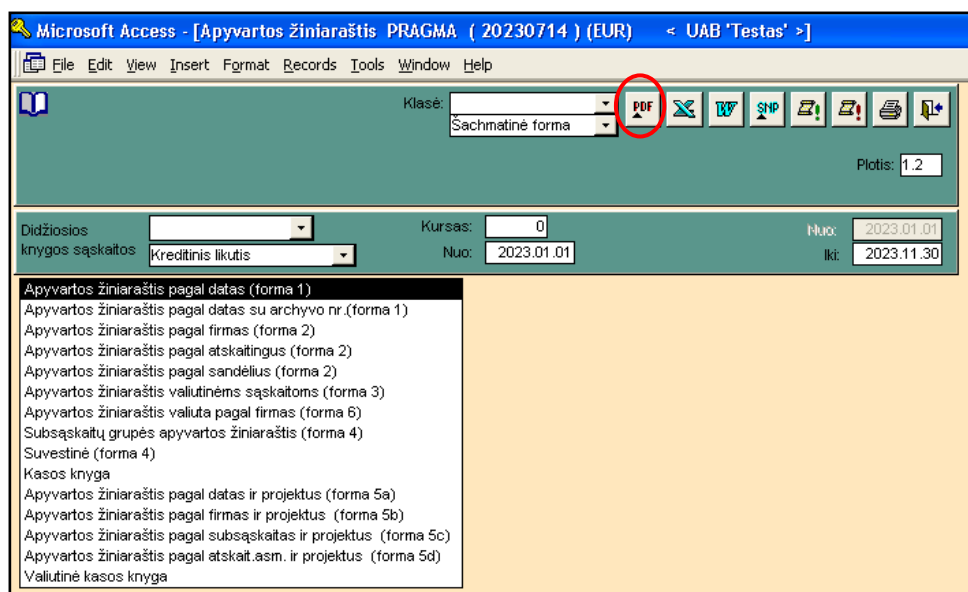 Microsoft Access - [Apyvartos žiniaraštis PRAGMA ( 20230714 ) (EUR) < UAB 'Testas' >]
File Edit View Insert Format Records Tools Window Help
Klasė:
Šachmatinė forma
PDF
W
SNP
Plotis: 1.2
Didžiosios knygos sąskaitos
Kreditinis likutis
Kursas: 0
Nuo: 2023.01.01
Nuo: 2023.01.01
Iki: 2023.11.30
Apyvartos žiniaraštis pagal datas (forma 1)
Apyvartos žiniaraštis pagal datas su archyvo nr.(forma 1)
Apyvartos žiniaraštis pagal firmas (forma 2)
Apyvartos žiniaraštis pagal atskaitingus (forma 2)
Apyvartos žiniaraštis pagal sandėlius (forma 2)
Apyvartos žiniaraštis valiutinėms sąskaitoms (forma 3)
Apyvartos žiniaraštis valiuta pagal firmas (forma 6)
Subsąskaitų grupės apyvartos žiniaraštis (forma 4)
Suvestinė (forma 4)
Kasos knyga
Apyvartos žiniaraštis pagal datas ir projektus (forma 5a)
Apyvartos žiniaraštis pagal firmas ir projektus (forma 5b)
Apyvartos žiniaraštis pagal subsąskaitas ir projektus (forma 5c)
Apyvartos žiniaraštis pagal atskait.asm. ir projektus (forma 5d)
Valiutinė kasos knyga